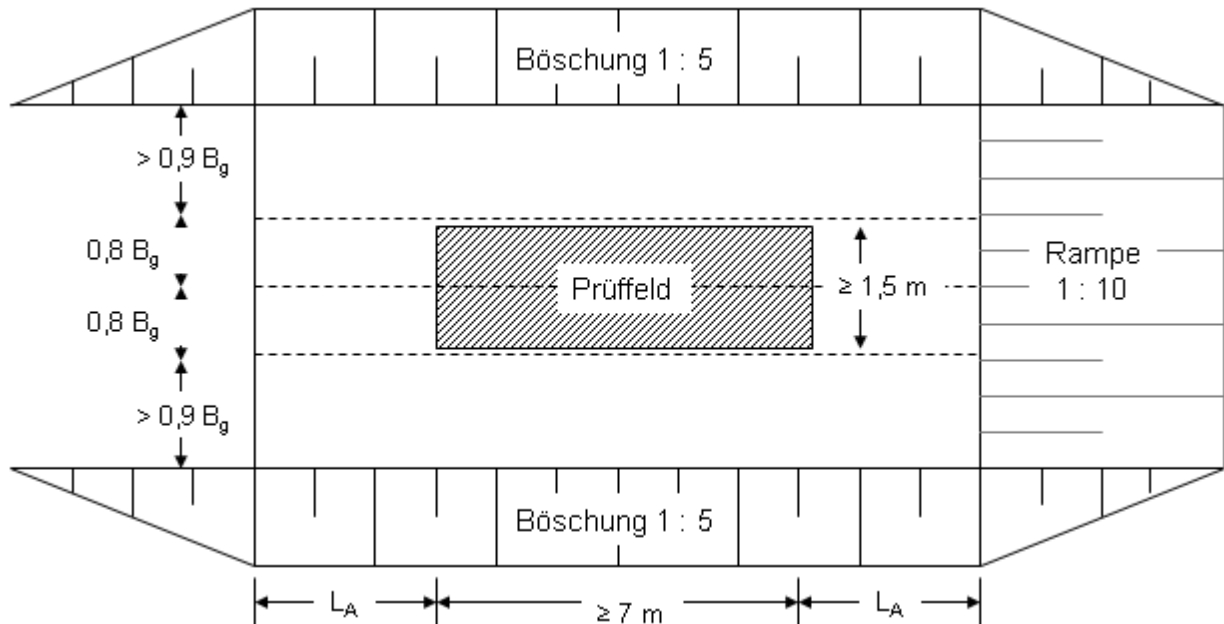 Böschung 1 : 5
> 0,9 Bg
0,8 Bg
Prüffeld
≥ 1,5 m
Rampe
1 : 10
0,8 Bg
> 0,9 Bg
Böschung 1 : 5
LA
≥ 7 m
LA